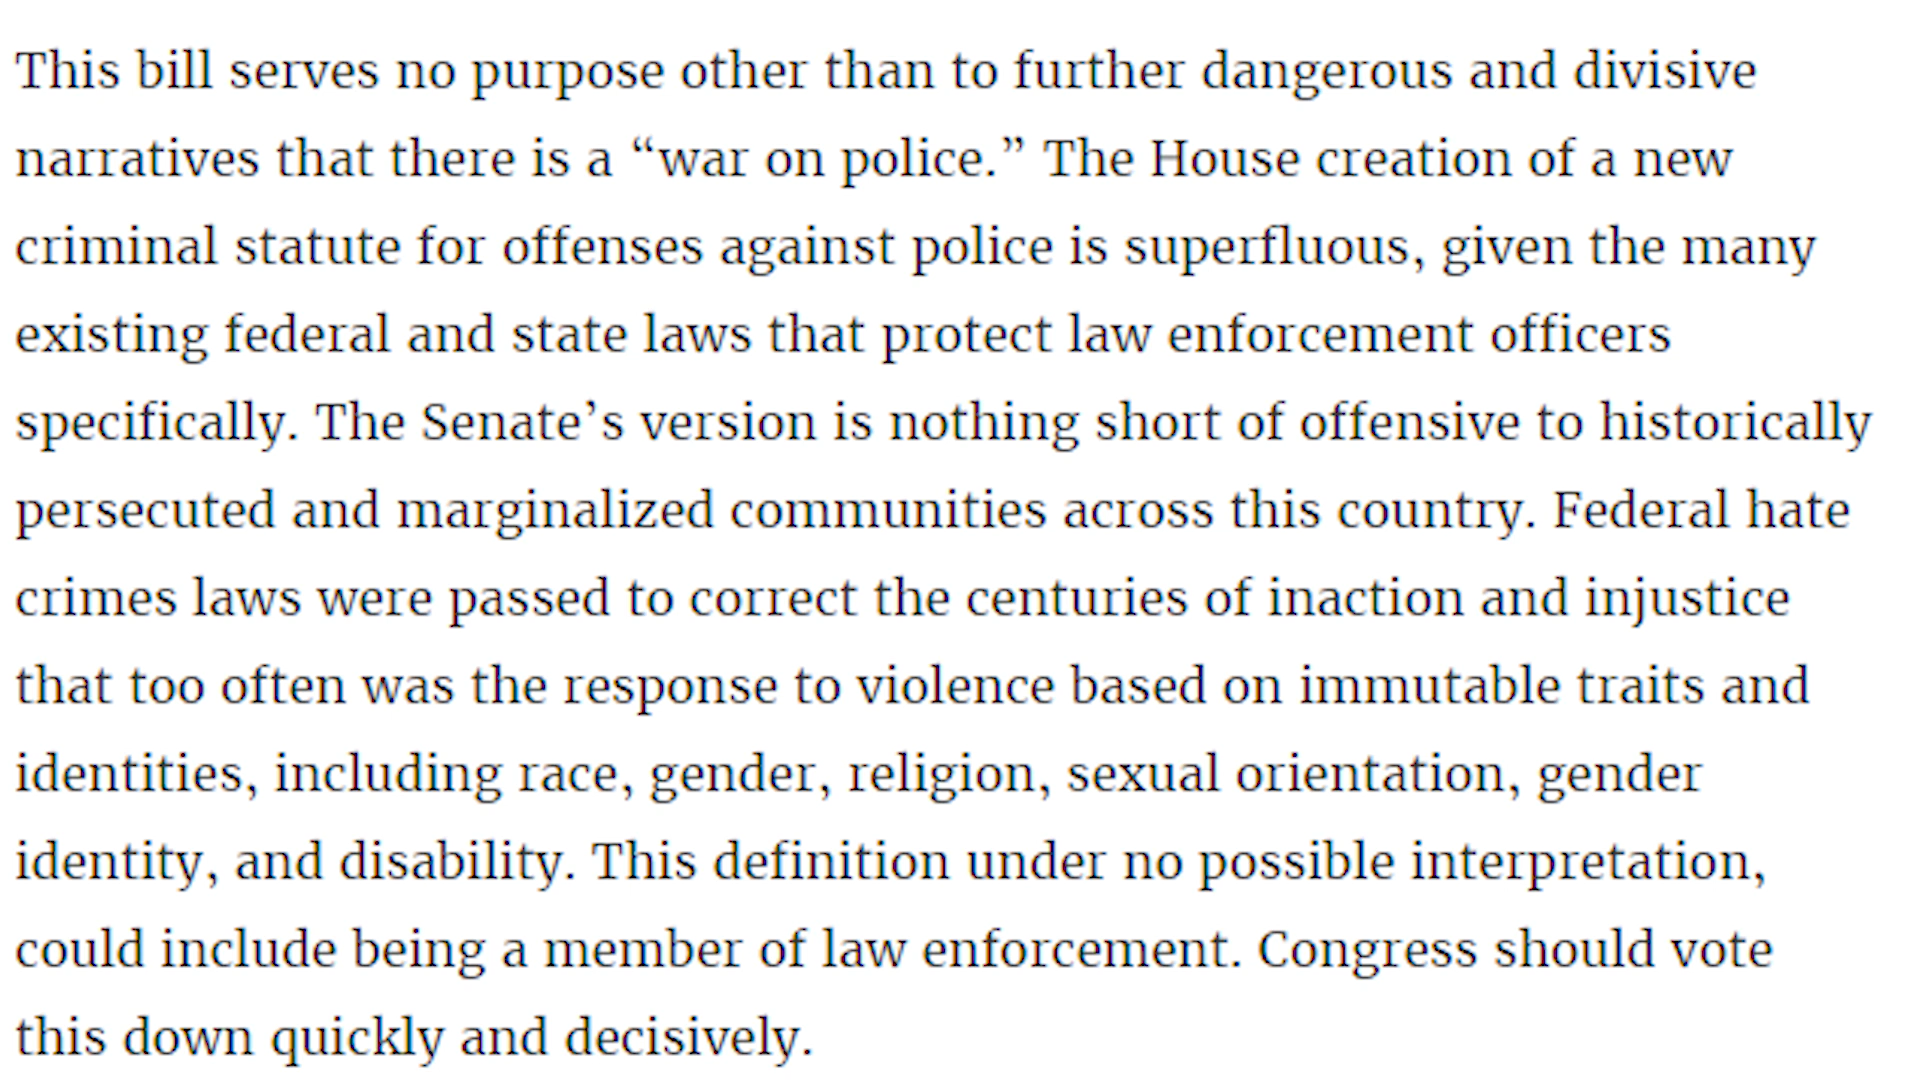 This bill serves no purpose other than to further dangerous and divisive
narratives that there is a “war on police.” The House creation of a new
criminal statute for offenses against police is superfluous, given the many
existing federal and state laws that protect law enforcement officers
specifically. The Senate’s version is nothing short of offensive to historically
persecuted and marginalized communities across this country. Federal hate
crimes laws were passed to correct the centuries of inaction and injustice
that too often was the response to violence based on immutable traits and
identities, including race, gender, religion, sexual orientation, gender
identity, and disability. This definition under no possible interpretation,
could include being a member of law enforcement. Congress should vote
this down quickly and decisively.